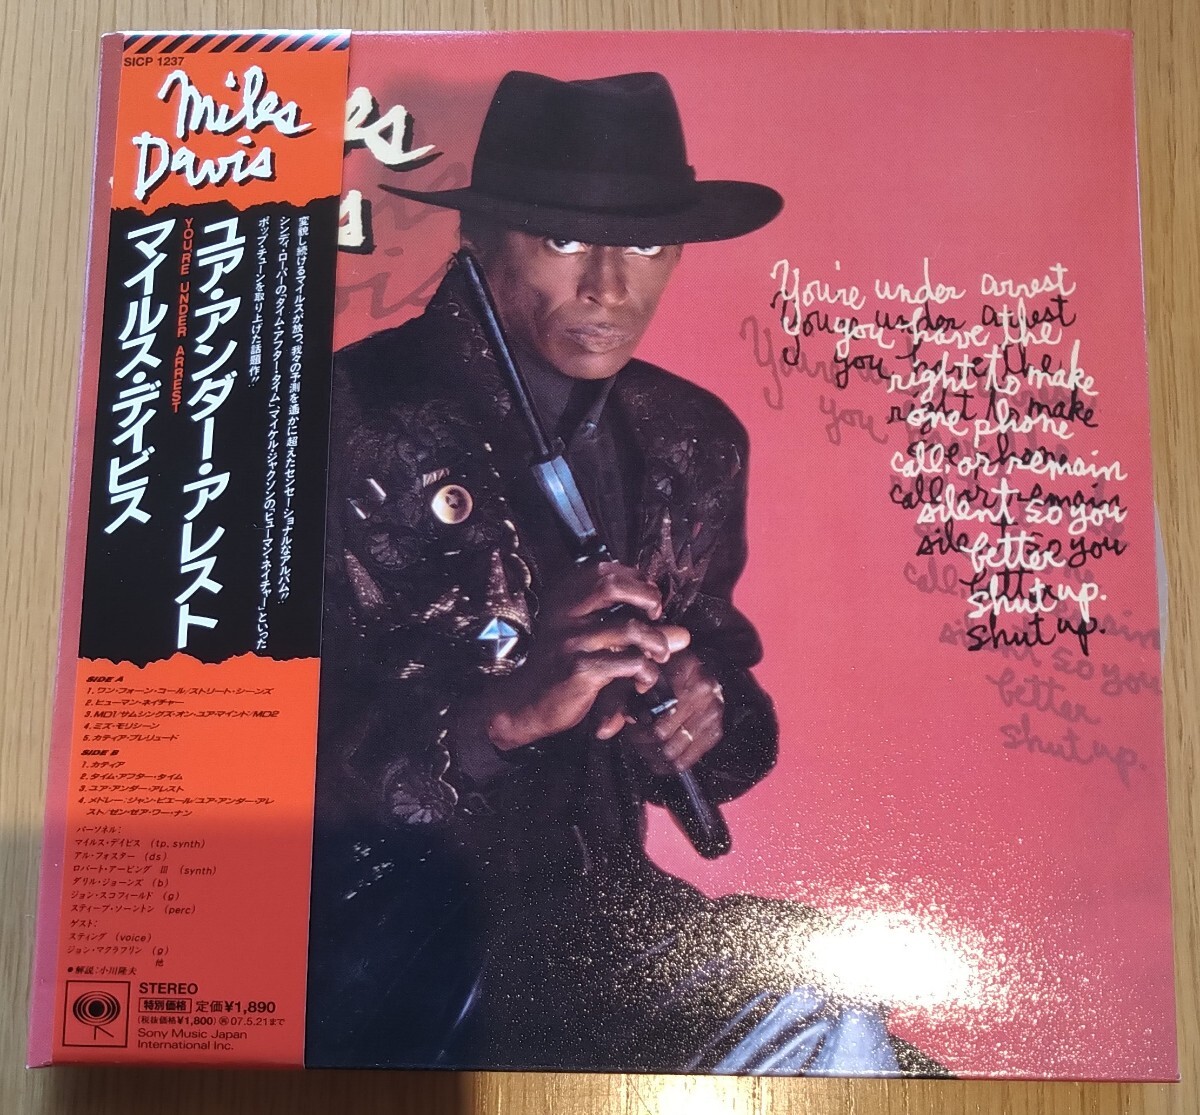 SICP 1237
Miles
Davis
変貌し続けるマイルスが放つ、我々の予測を遥かに超えたセンセーショナルなアルバム!!
シンディ・ローパーの、「タイム・アフター・タイム」、マイケル・ジャクソンの、「ヒューマン・ネイチャー」といった
ポップ・チューンを取り上げた話題作!!
ユア・アンダー・アレスト
YOU'RE UNDER ARREST
マイルス・デイビス
SIDE A
1. ワン・フォーン・コール/ストリート・シーンズ
2. ヒューマン・ネイチャー
3. MD1/サムシングズ・オン・ユア・マインド/MD2
4. ミズ・モリシーン
5. カティア・プレリュード
SIDE B
1. カティア
2. タイム・アフター・タイム
3. ユア・アンダー・アレスト
4. メドレー/ジャン・ピエール/ユア・アンダー・アレ
スト/ゼン・ゼア・ワー・ナン
パーソネル:
マイルス・デイビス (tp, synth)
アル・フォスター (ds)
ロバート・アービング III (synth)
ダリル・ジョーンズ (b)
ジョン・スコフィールド (g)
スティーブ・ソーントン (perc)
ゲスト:
スティング (voice)
ジョン・マクラフリン (g)
他
●解説:小川隆夫
STEREO
特別価格 定価¥1,890
(税抜価格¥1,800) 07.5.21まで
Sony Music Japan
International Inc.
You're under arrest
you have the
right to make
one phone
call, or remain
silent so you
better
shut up.